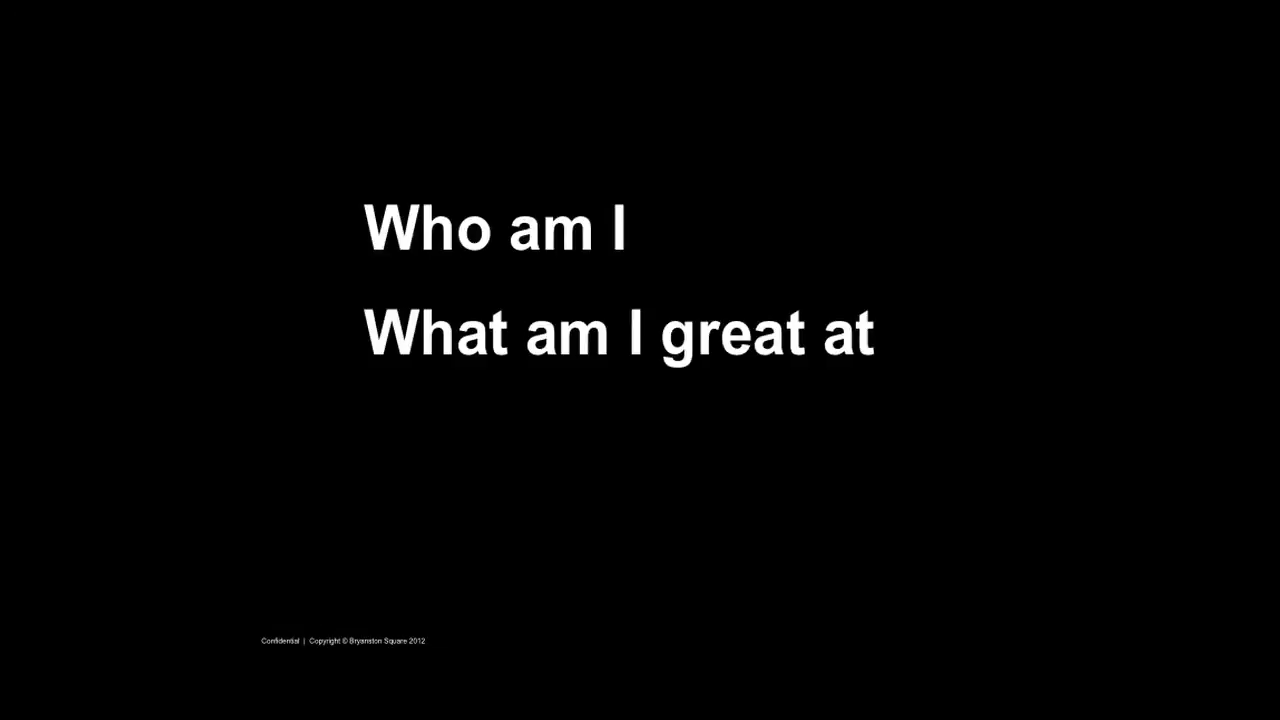 Who am I
What am I great at
Confidential | Copyright © Bryanston Square 2012